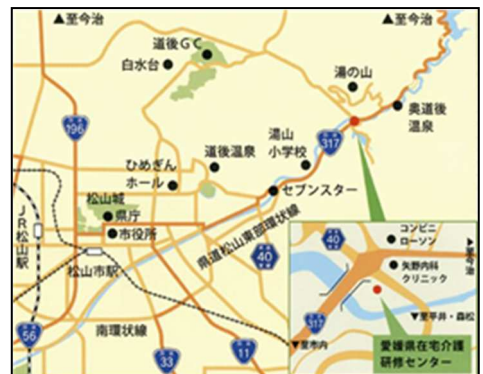 ▲至今治
▲至今治
道後GC
白水台
湯の山
奥道後
温泉
196
317
湯山
小学校
ひめぎん
ホール
道後温泉
セブンスター
松山城
県庁
市役所
JR松山駅
松山市駅
県道松山東部環状線
40
南環状線
56
33
11
コンビニ
ローソン
40
▲至今治
矢野内科
クリニック
317
▼至市内
▼至平井・森松
愛媛県在宅介護
研修センター